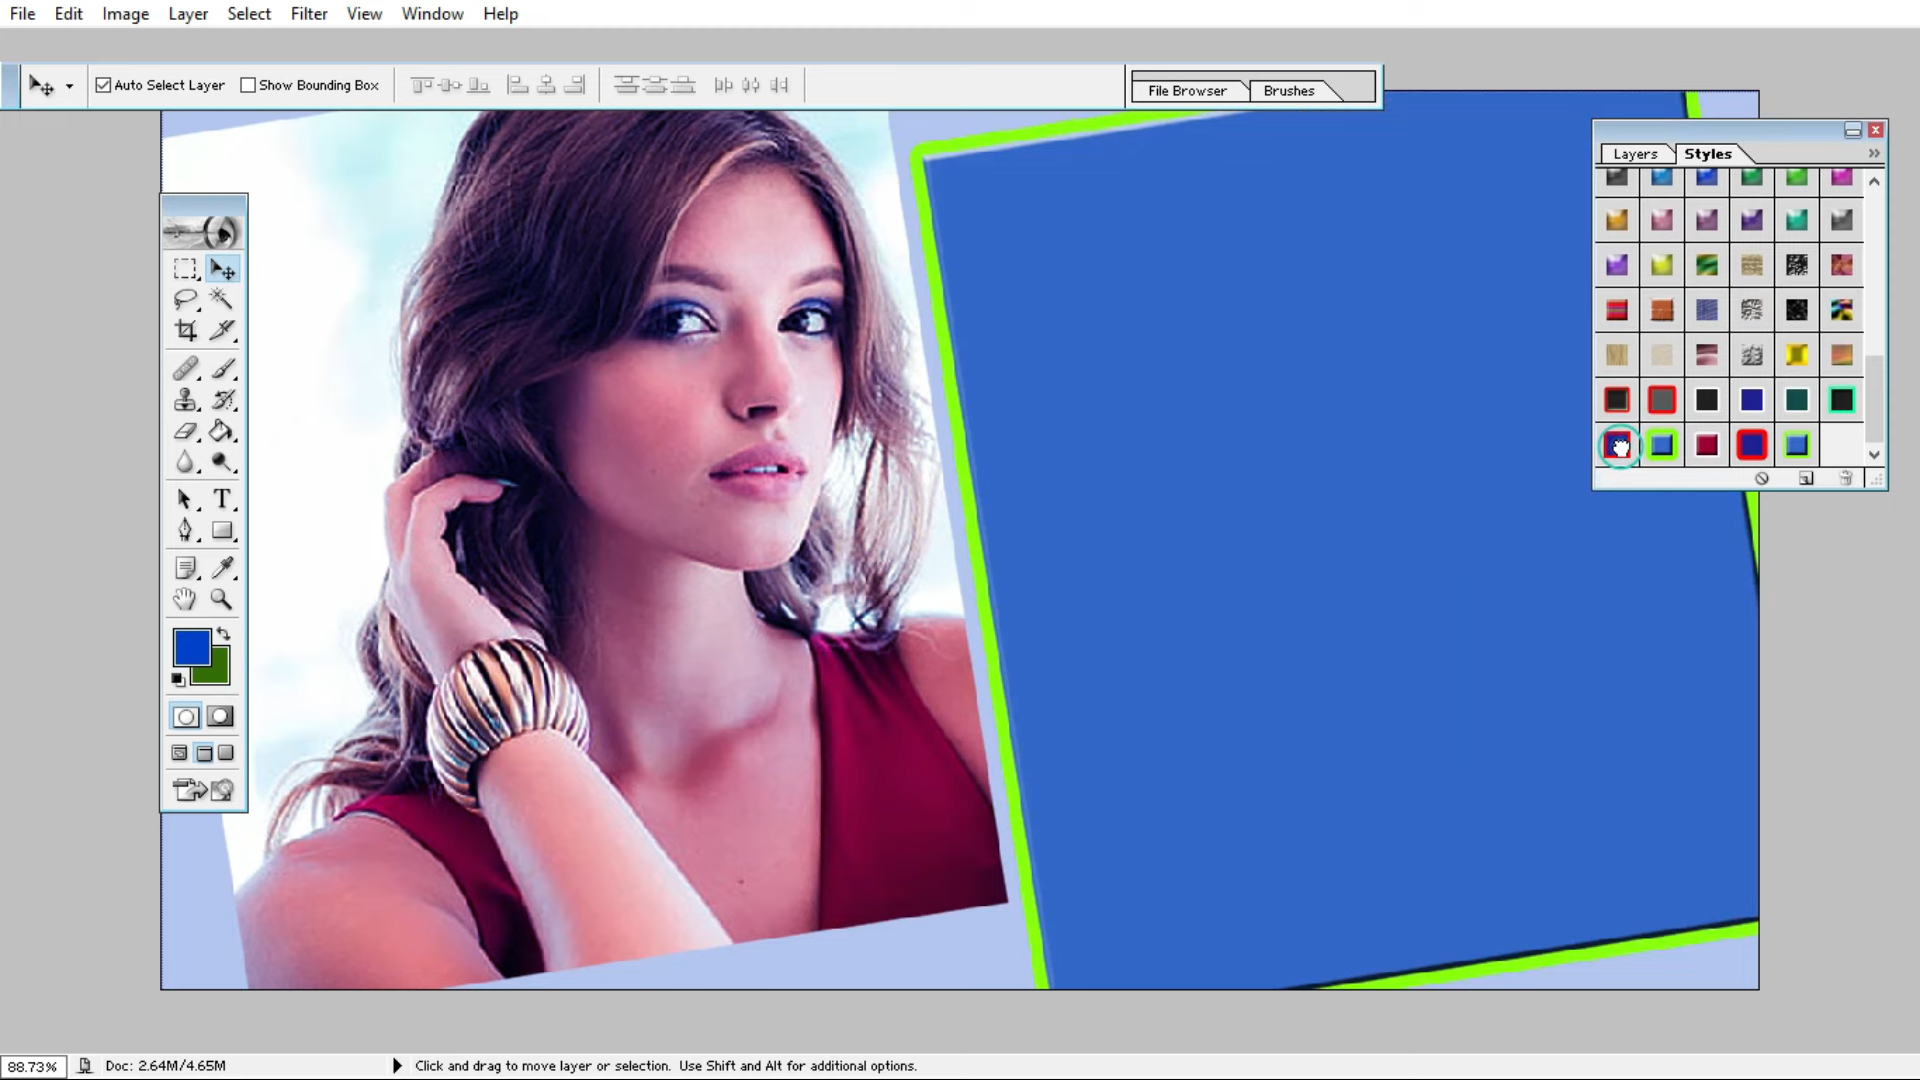 File Edit Image Layer Select Filter View Window Help
Auto Select Layer Show Bounding Box File Browser Brushes
Layers Styles
T
88.73% Doc: 2.64M/4.65M Click and drag to move layer or selection. Use Shift and Alt for additional options.